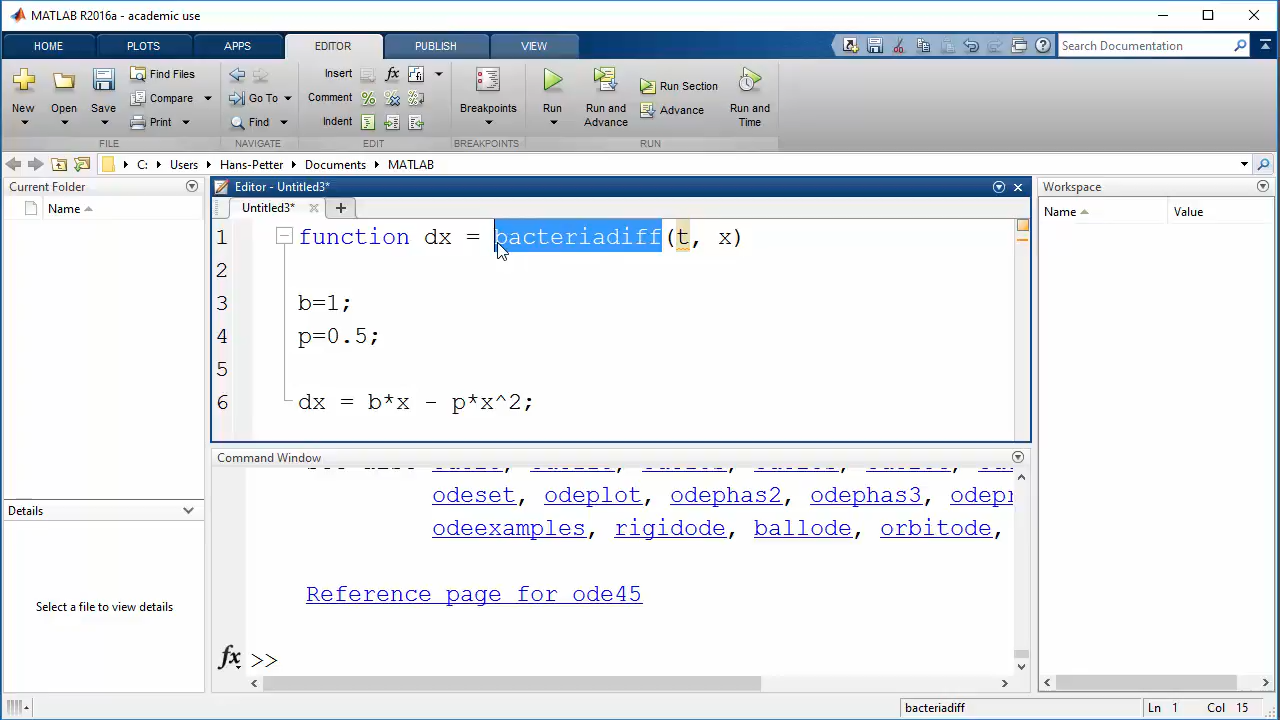 MATLAB R2016a - academic use
HOME PLOTS APPS EDITOR PUBLISH VIEW Search Documentation
New Open Save Find Files Compare Print
Go To Find
Insert fx Comment Indent
Breakpoints
Run Run and Advance Run Section Advance Run and Time
FILE NAVIGATE EDIT BREAKPOINTS RUN
C: Users Hans-Petter Documents MATLAB
Current Folder
Name
Editor - Untitled3*
Untitled3* +
1 function dx = bacteriadiff(t, x)
2
3 b=1;
4 p=0.5;
5
6 dx = b*x - p*x^2;
Workspace
Name Value
Command Window
odeset, odeplot, odephas2, odephas3, odepr
odeexamples, rigidode, ballode, orbitode,
Reference page for ode45
fx >>
Details
Select a file to view details
bacteriadiff Ln 1 Col 15